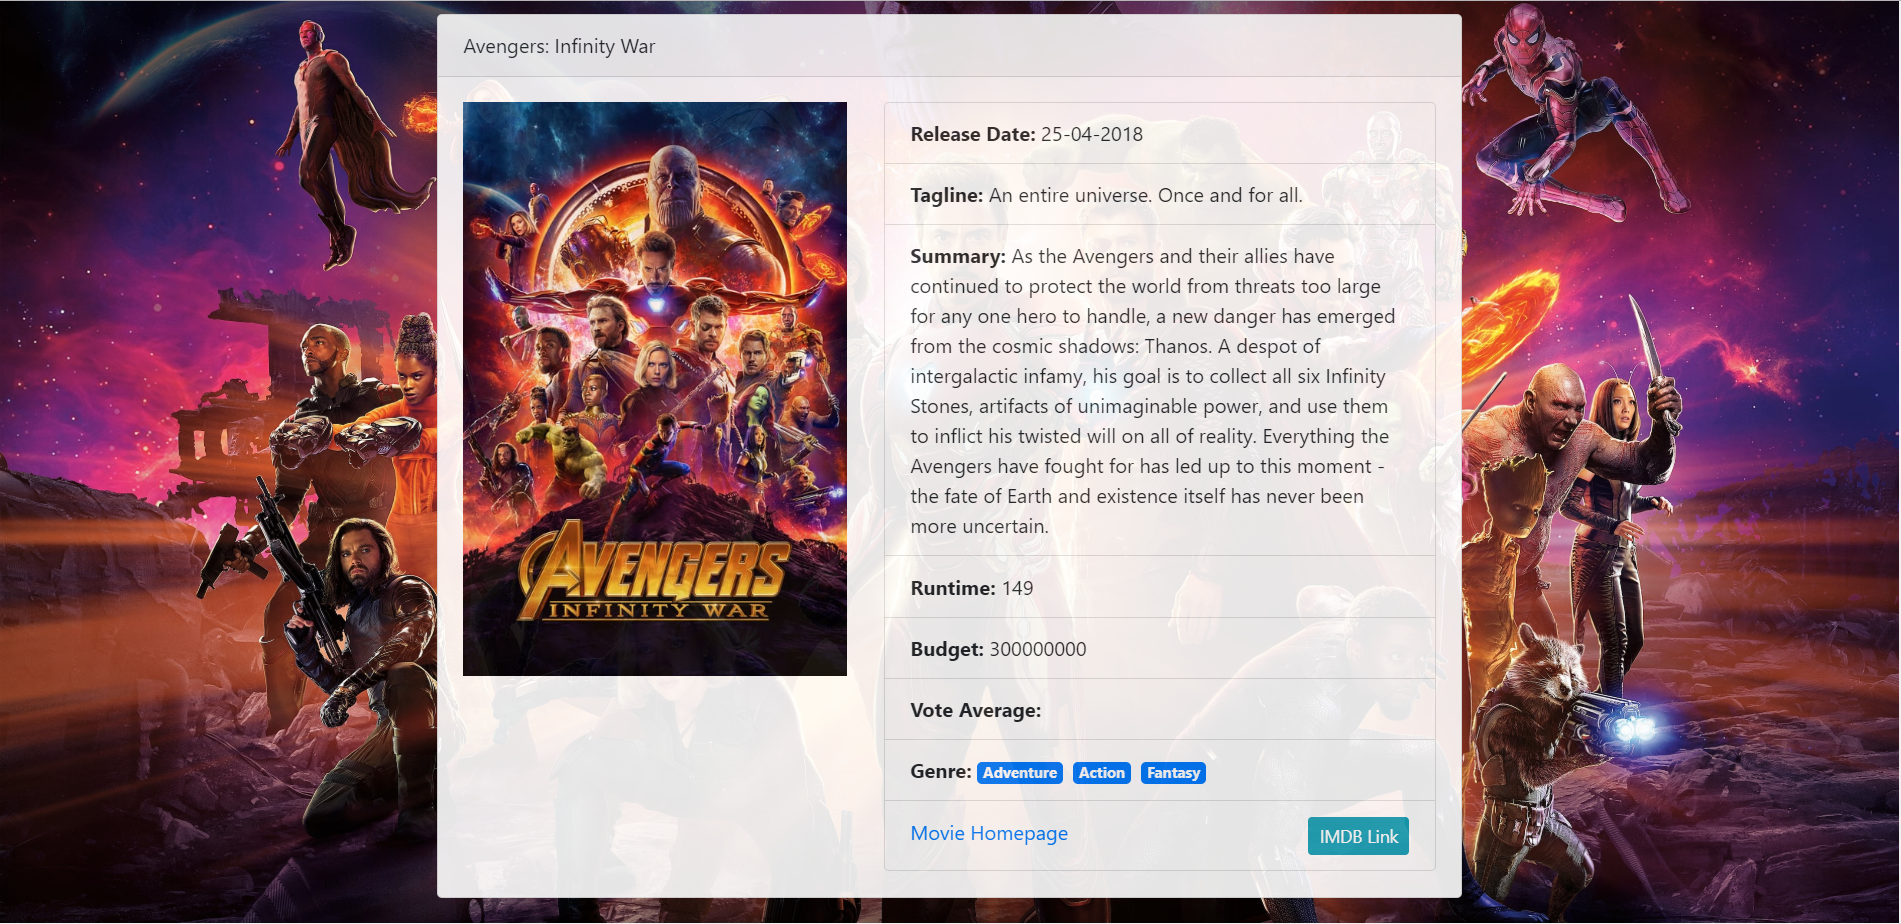 Avengers: Infinity War
AVENGERS
INFINITY WAR
Release Date: 25-04-2018
Tagline: An entire universe. Once and for all.
Summary: As the Avengers and their allies have
continued to protect the world from threats too large
for any one hero to handle, a new danger has emerged
from the cosmic shadows: Thanos. A despot of
intergalactic infamy, his goal is to collect all six Infinity
Stones, artifacts of unimaginable power, and use them
to inflict his twisted will on all of reality. Everything the
Avengers have fought for has led up to this moment -
the fate of Earth and existence itself has never been
more uncertain.
Runtime: 149
Budget: 300000000
Vote Average:
Genre: Adventure Action Fantasy
Movie Homepage IMDB Link